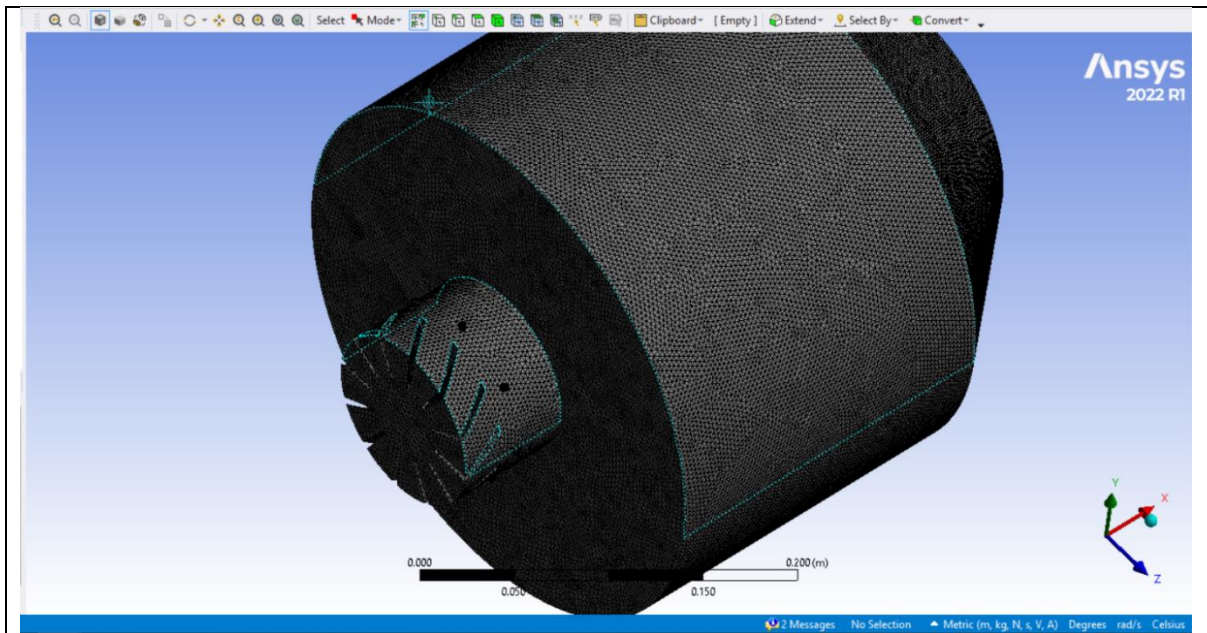 Select Mode Clipboard [ Empty ] Extend Select By Convert
Ansys
2022 R1
Y
X
Z
0.000 0.200 (m)
0.050 0.150
2 Messages No Selection Metric (m, kg, N, s, V, A) Degrees rad/s Celsius